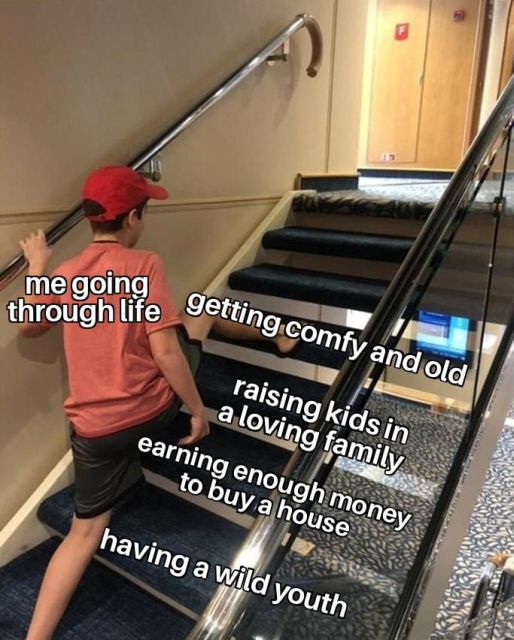 me going
through life
getting comfy and old
raising kids in
a loving family
earning enough money
to buy a house
having a wild youth
F